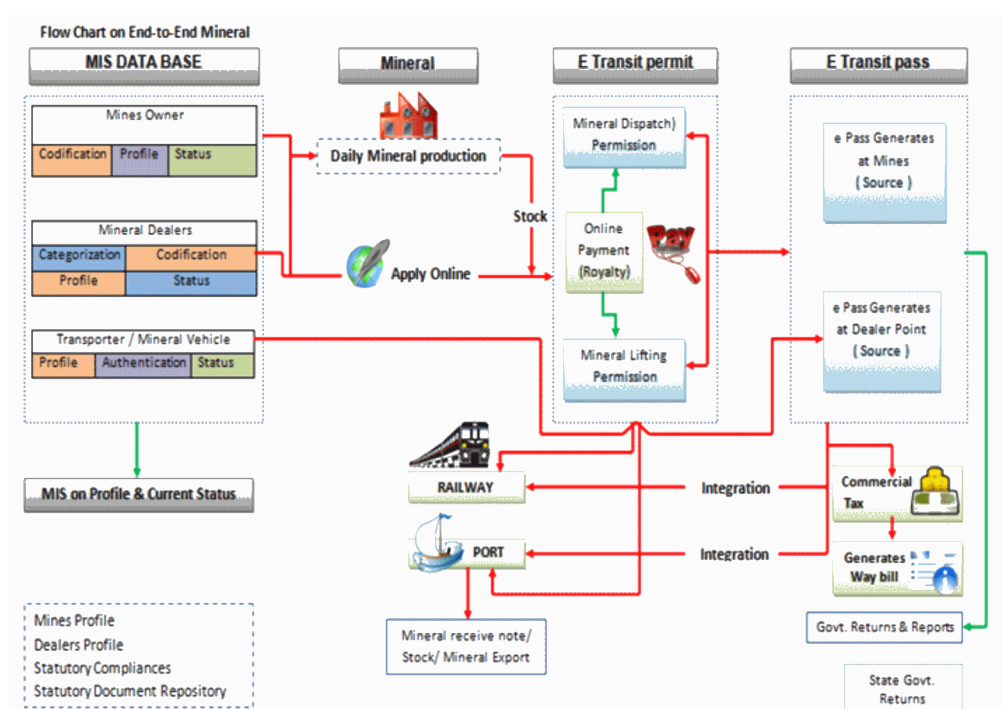 Flow Chart on End-to-End Mineral
MIS DATA BASE
Mineral
E Transit permit
E Transit pass
Mines Owner
Codification
Profile
Status
Mineral Dealers
Categorization
Codification
Profile
Status
Transporter / Mineral Vehicle
Profile
Authentication
Status
MIS on Profile & Current Status
Mines Profile
Dealers Profile
Statutory Compliances
Statutory Document Repository
Daily Mineral production
Stock
Apply Online
Mineral Dispatch)
Permission
Online
Payment
(Royalty)
Pay
Mineral Lifting
Permission
e Pass Generates
at Mines
( Source )
e Pass Generates
at Dealer Point
( Source )
RAILWAY
Integration
PORT
Integration
Mineral receive note/
Stock/ Mineral Export
Commercial
Tax
Generates
Way bill
Govt. Returns & Reports
State Govt.
Returns